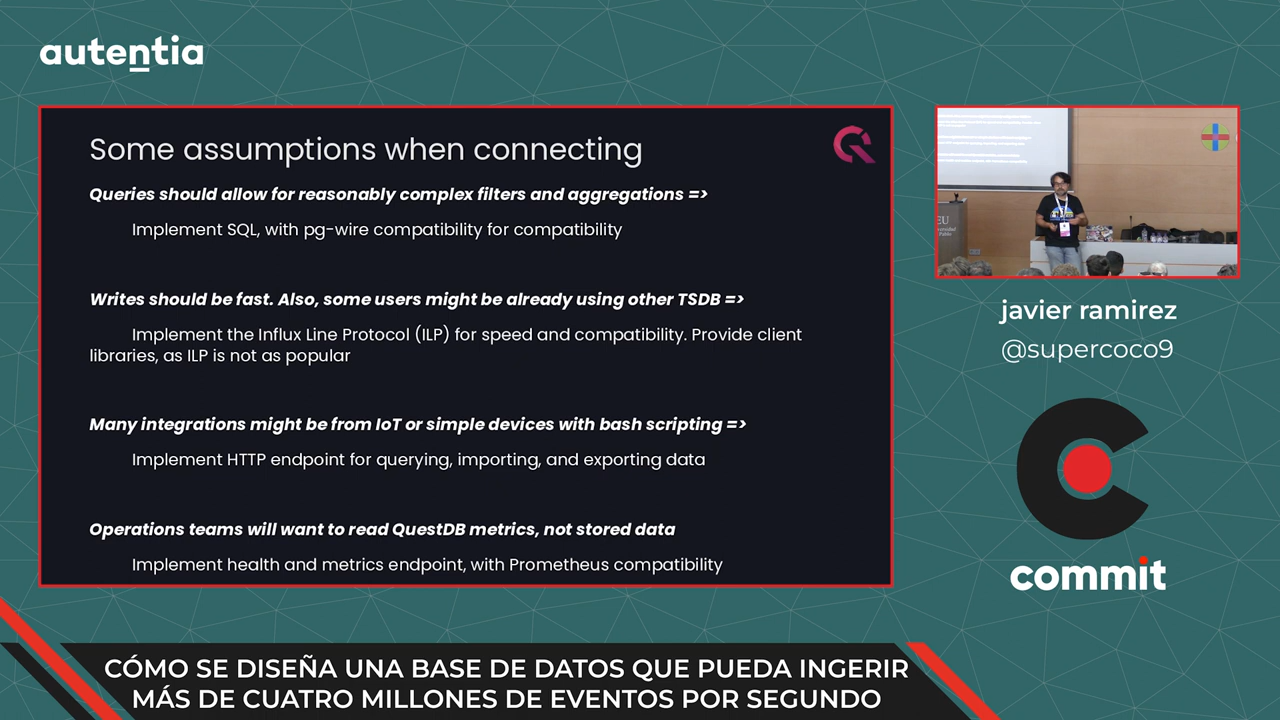 autentia
Some assumptions when connecting
Queries should allow for reasonably complex filters and aggregations =>
Implement SQL, with pg-wire compatibility for compatibility
Writes should be fast. Also, some users might be already using other TSDB =>
Implement the Influx Line Protocol (ILP) for speed and compatibility. Provide client
libraries, as ILP is not as popular
Many integrations might be from IoT or simple devices with bash scripting =>
Implement HTTP endpoint for querying, importing, and exporting data
Operations teams will want to read QuestDB metrics, not stored data
Implement health and metrics endpoint, with Prometheus compatibility
javier ramirez
@supercoco9
commit
CÓMO SE DISEÑA UNA BASE DE DATOS QUE PUEDA INGERIR
MÁS DE CUATRO MILLONES DE EVENTOS POR SEGUNDO